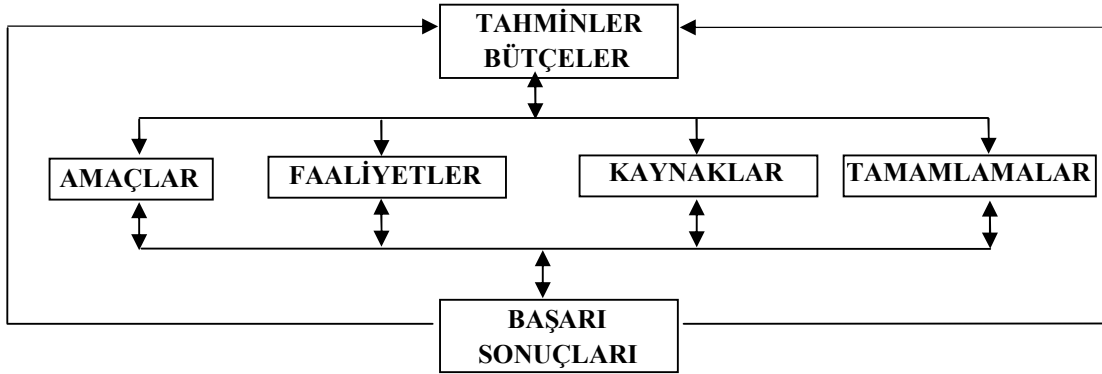 TAHMİNLER
BÜTÇELER
AMAÇLAR
FAALİYETLER
KAYNAKLAR
TAMAMLAMALAR
BAŞARI
SONUÇLARI